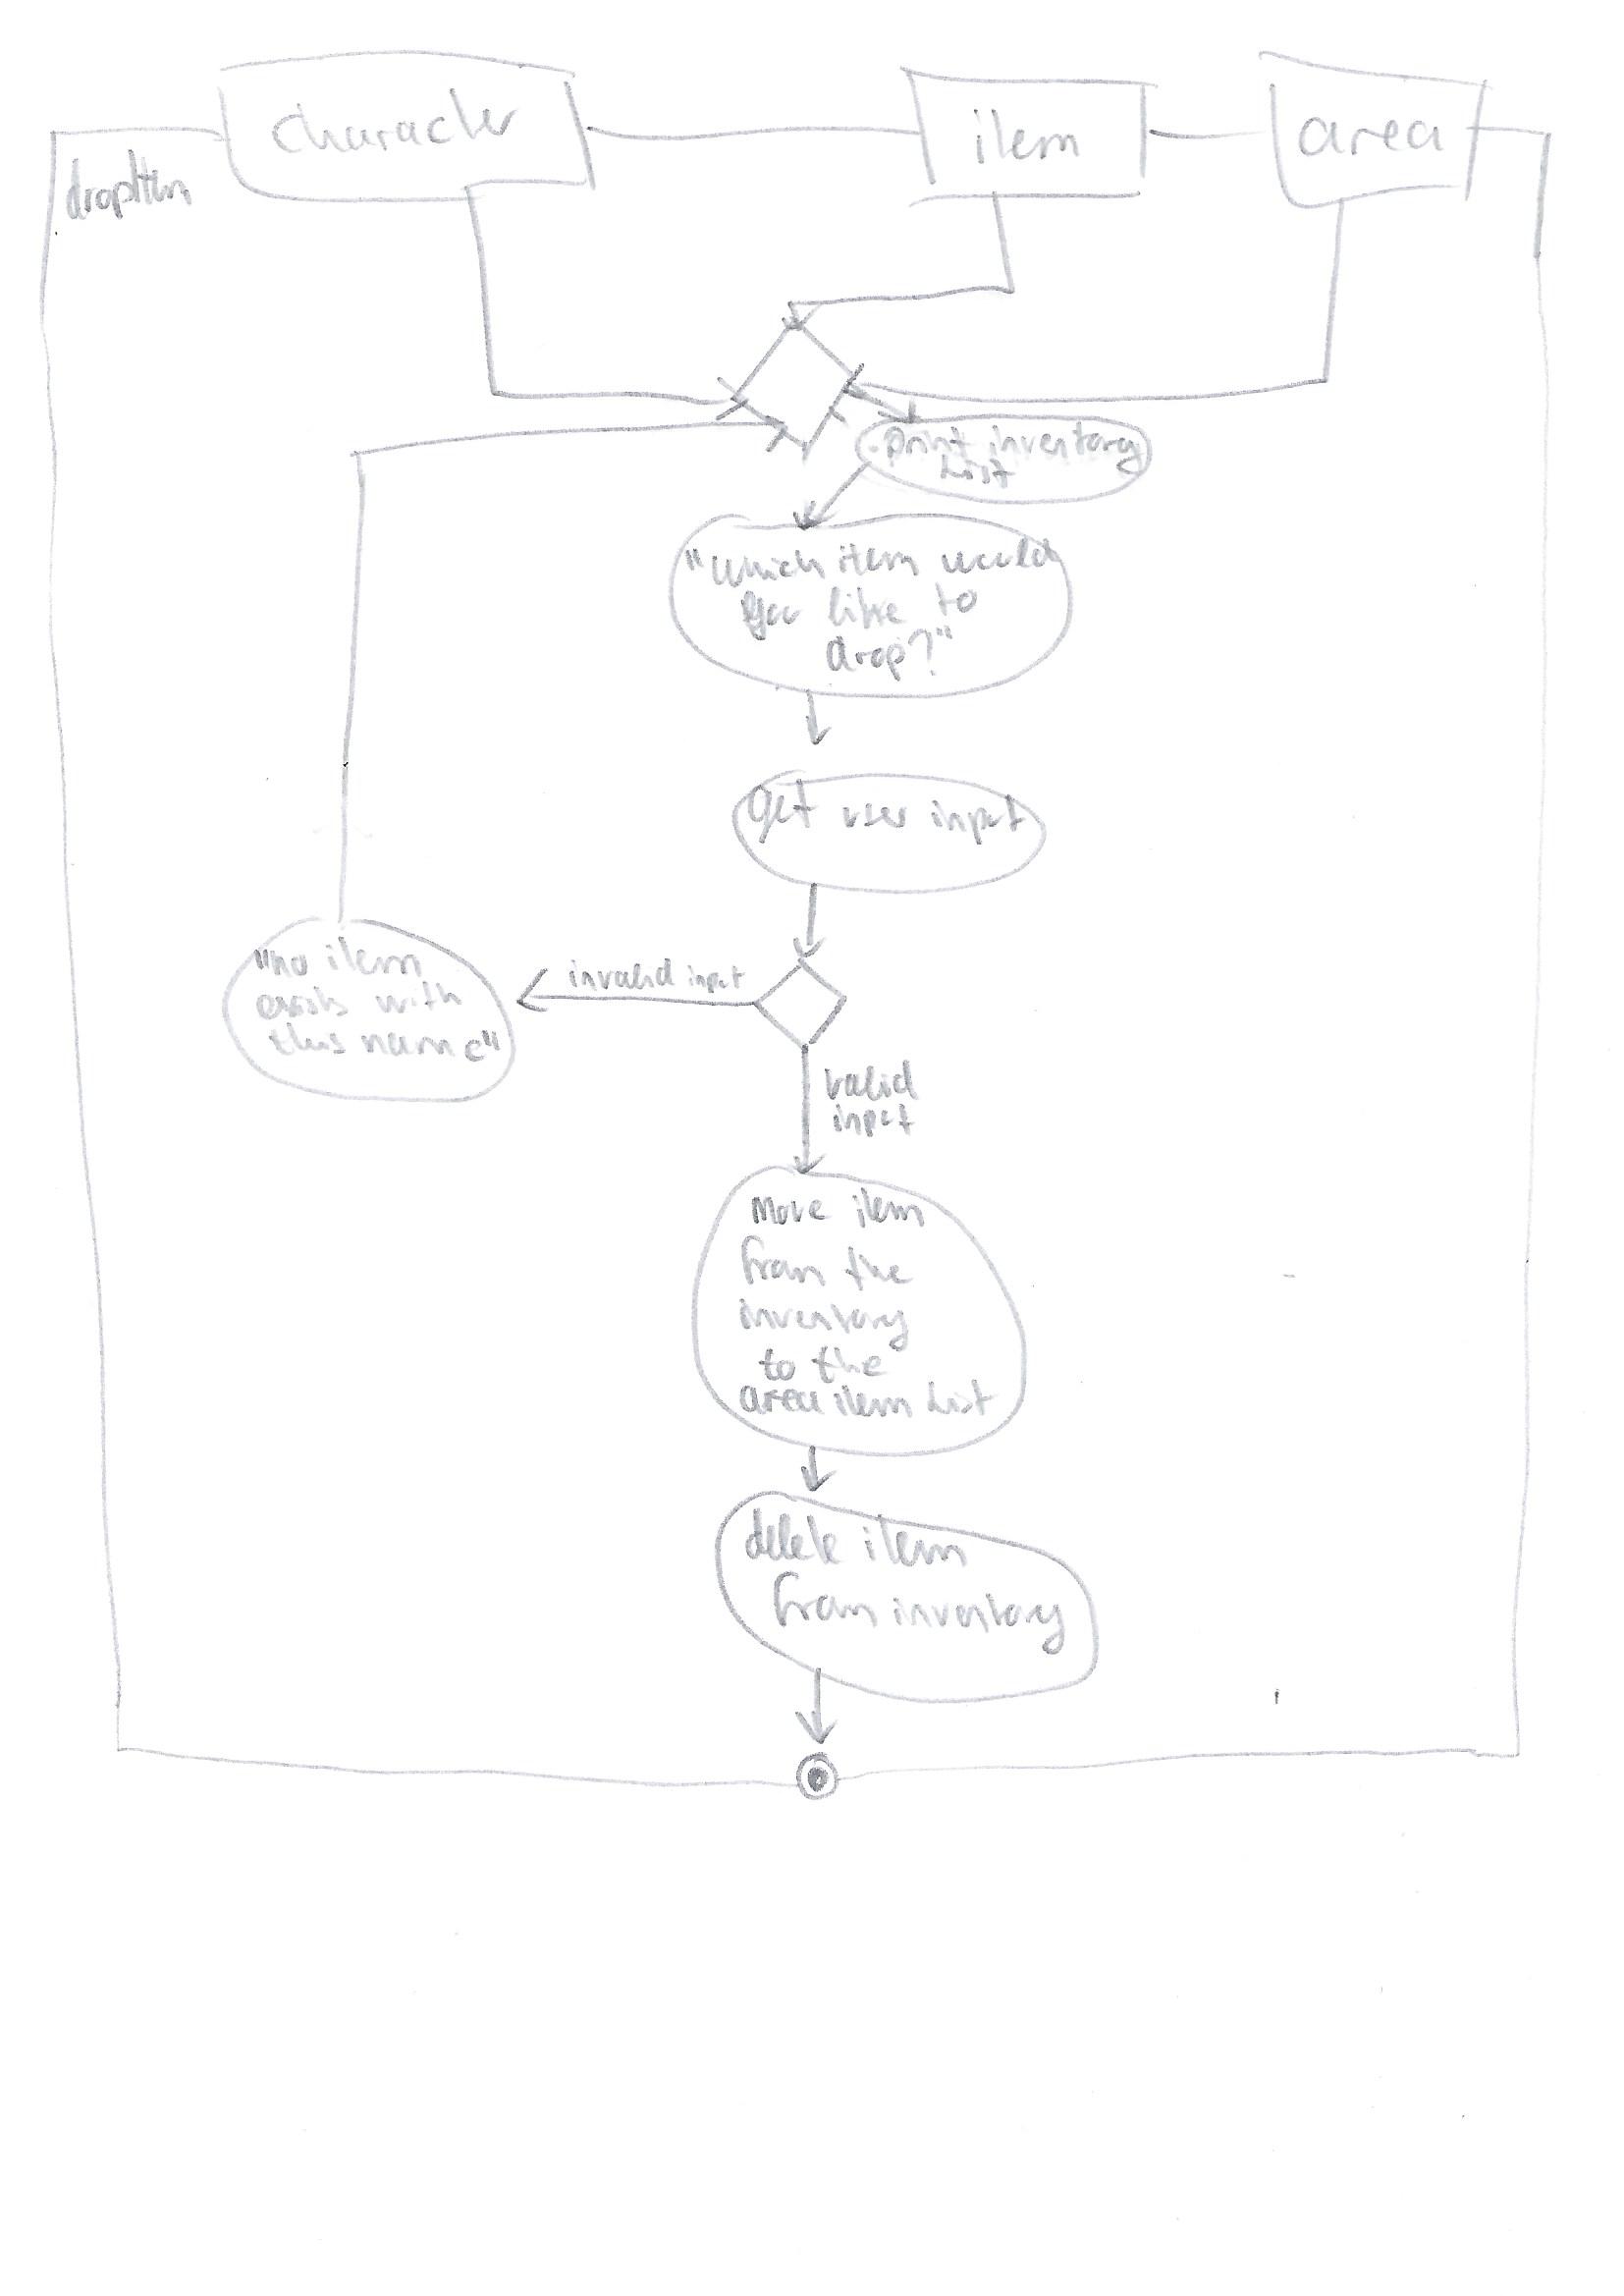 character
item
area
dropItem
print inventory
List
"Which item would
you like to
drop?"
get user input
invalid input
"no item
exists with
this name"
valid
input
Move item
from the
inventory
to the
area item List
delete item
from inventory